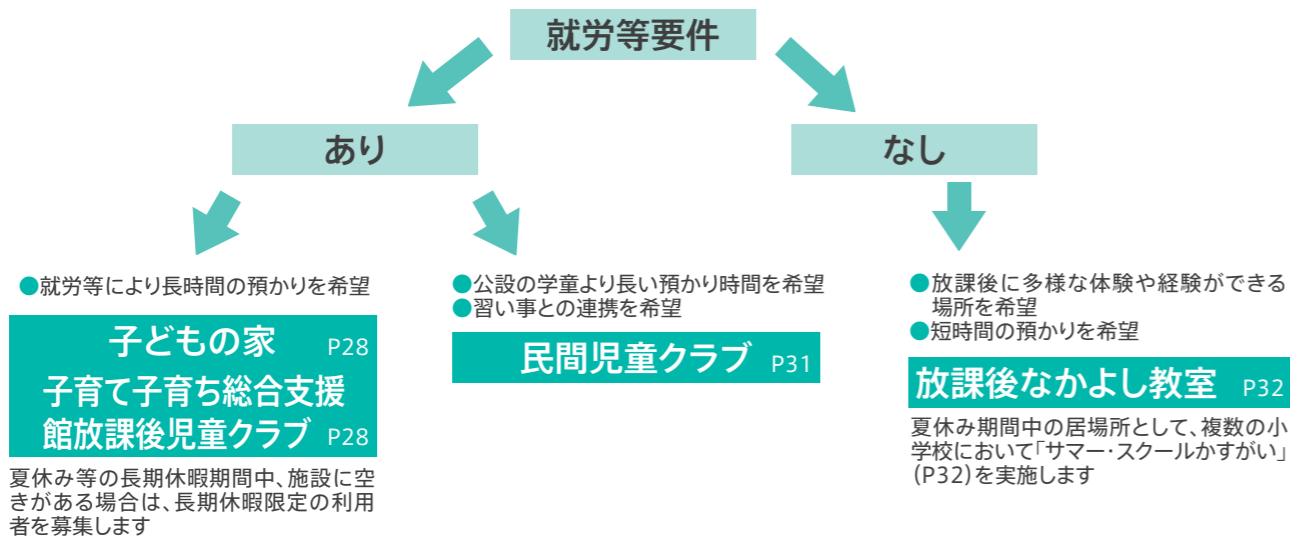 就労等要件
あり
なし
●就労等により長時間の預かりを希望
子どもの家 P28
子育て子育ち総合支援
館放課後児童クラブ P28
夏休み等の長期休暇期間中、施設に空
きがある場合は、長期休暇限定の利用
者を募集します
●公設の学童より長い預かり時間を希望
●習い事との連携を希望
民間児童クラブ P31
●放課後に多様な体験や経験ができる
場所を希望
●短時間の預かりを希望
放課後なかよし教室 P32
夏休み期間中の居場所として、複数の小
学校において「サマー・スクールかすがい」
(P32)を実施します